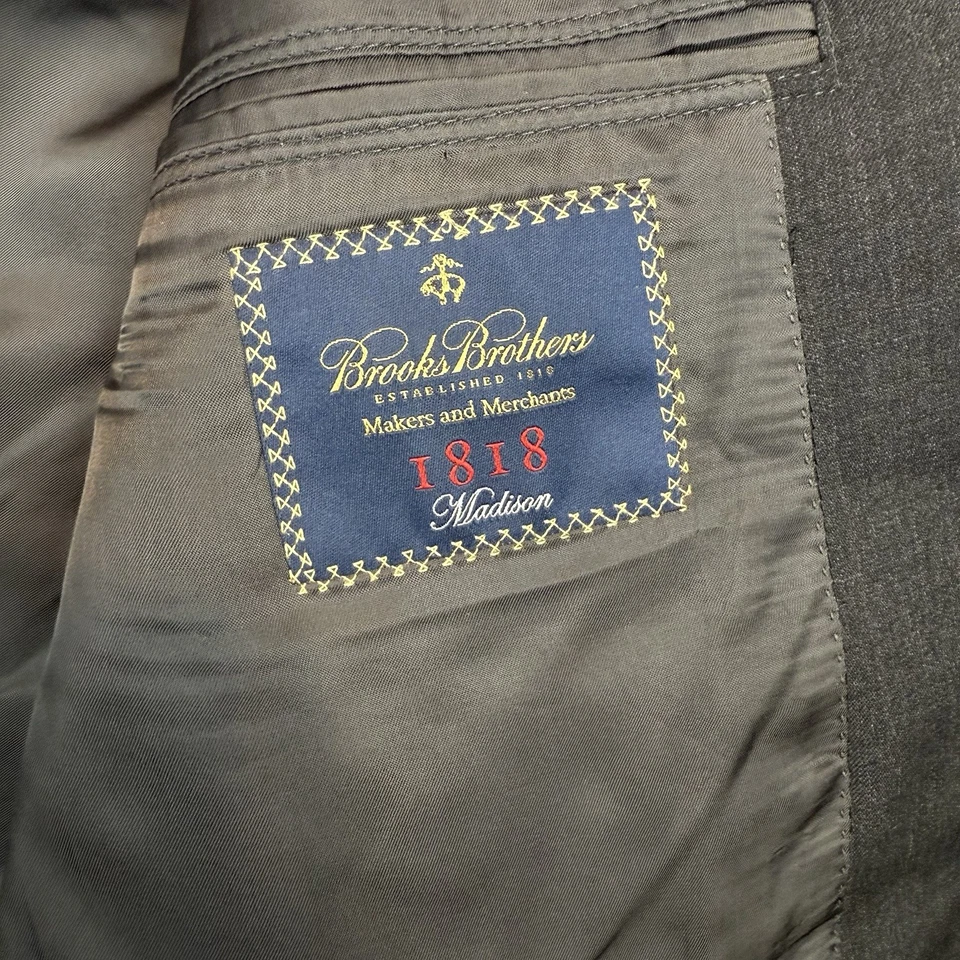 Brooks Brothers
ESTABLISHED 1818
Makers and Merchants
1818
Madison